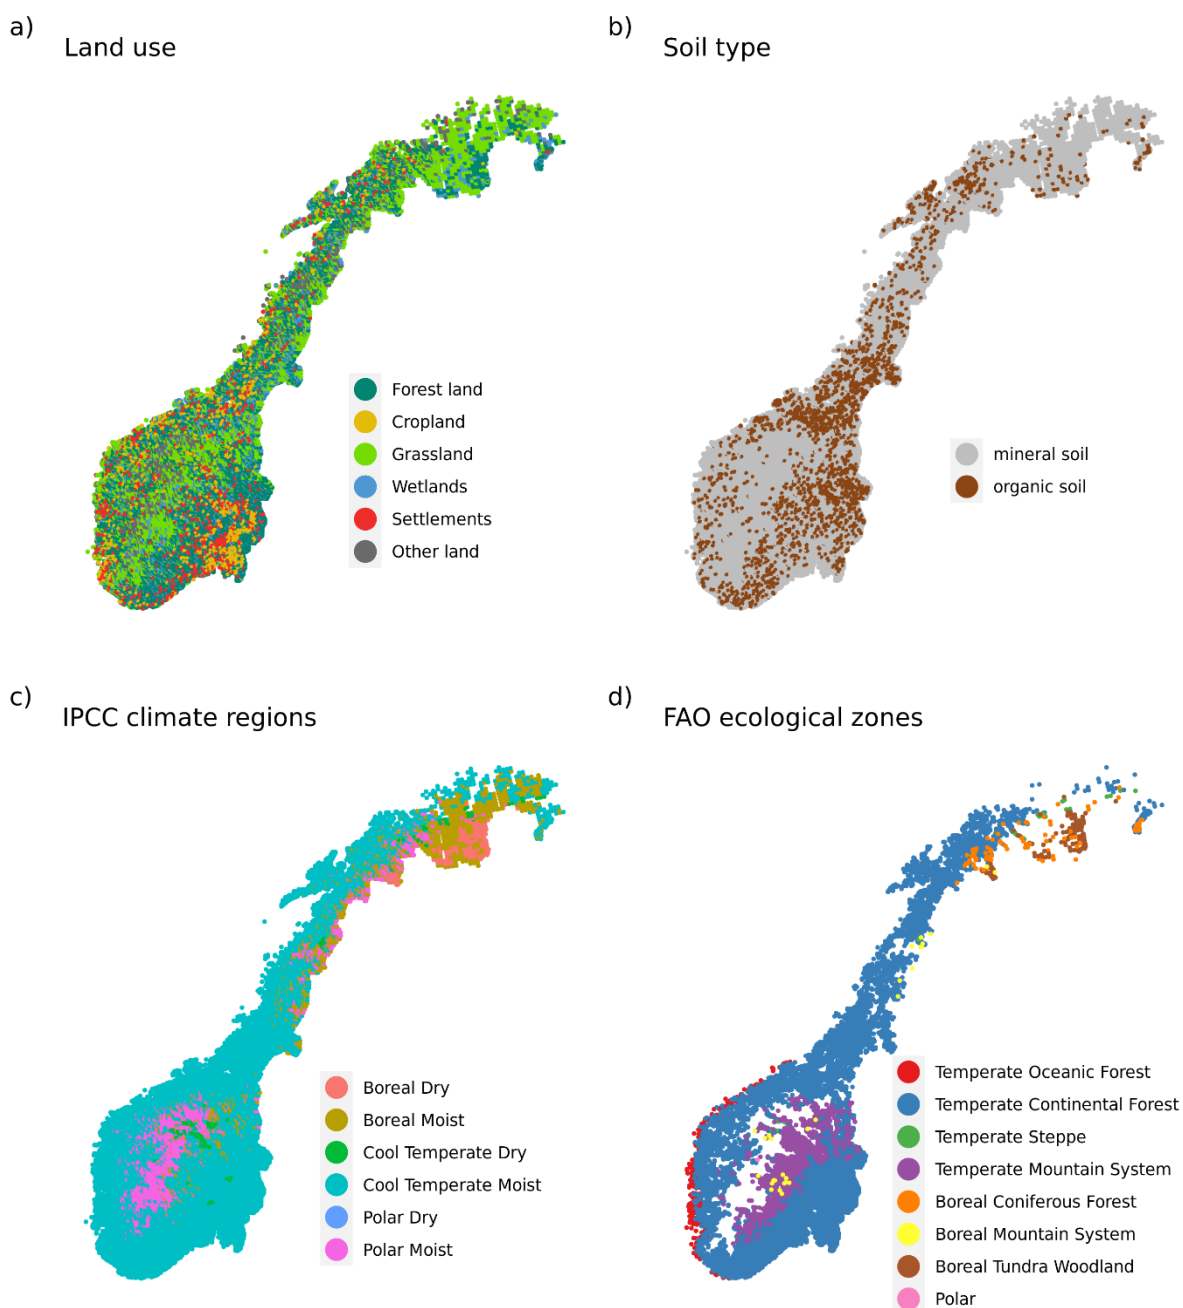 a)
Land use
Forest land
Cropland
Grassland
Wetlands
Settlements
Other land
b)
Soil type
mineral soil
organic soil
c)
IPCC climate regions
Boreal Dry
Boreal Moist
Cool Temperate Dry
Cool Temperate Moist
Polar Dry
Polar Moist
d)
FAO ecological zones
Temperate Oceanic Forest
Temperate Continental Forest
Temperate Steppe
Temperate Mountain System
Boreal Coniferous Forest
Boreal Mountain System
Boreal Tundra Woodland
Polar